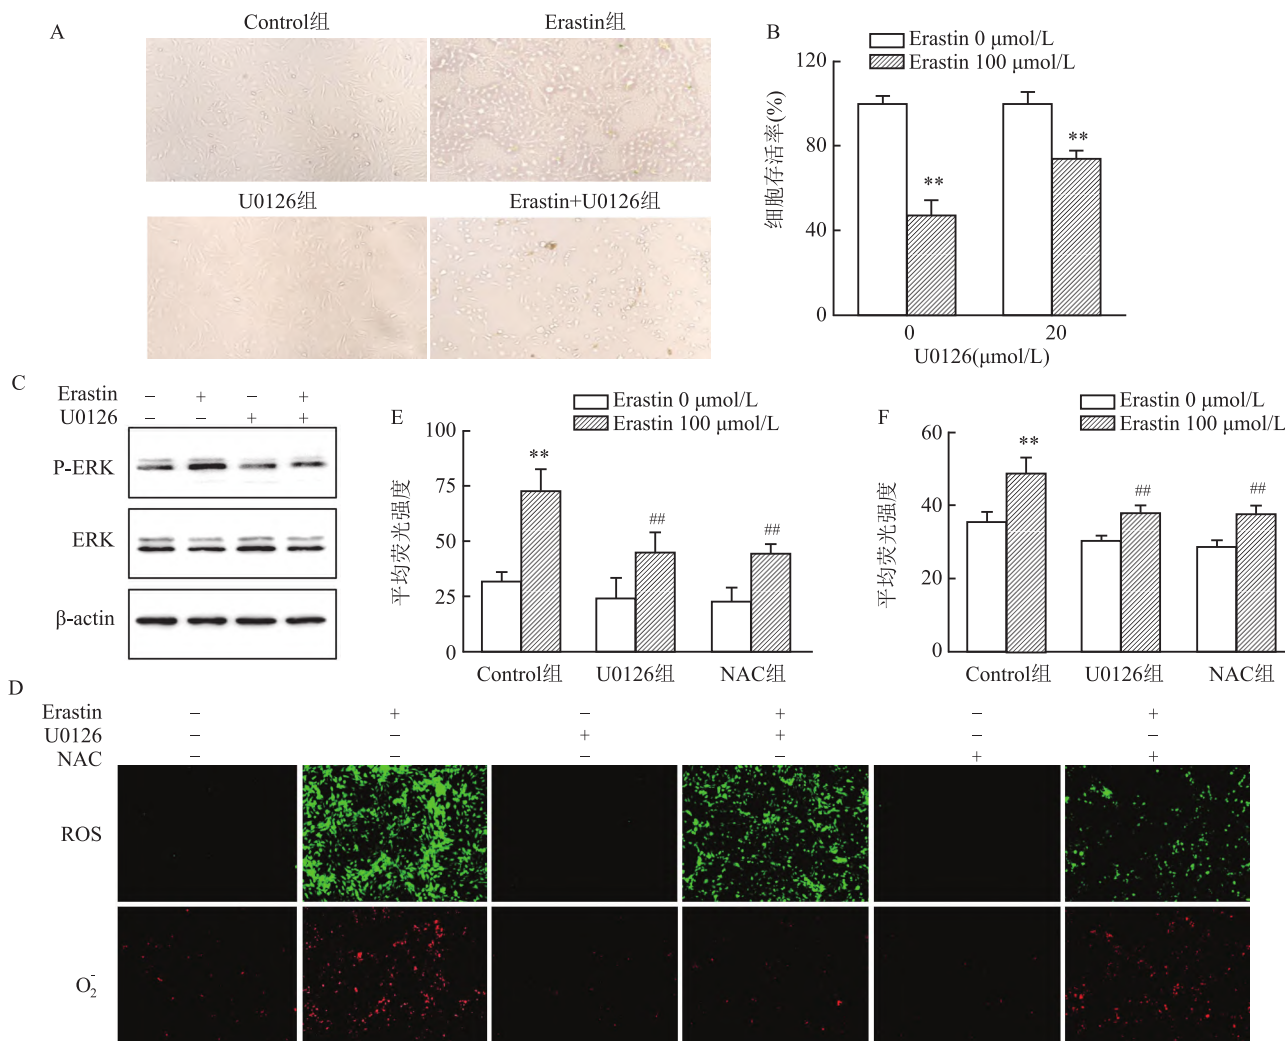 A
Control组
Erastin组
U0126组
Erastin+U0126组
B
Erastin 0 μmol/L
Erastin 100 μmol/L
细胞存活率(%)
120
80
40
0
**
**
0
20
U0126(μmol/L)
C
Erastin − + − +
U0126 − − + +
P-ERK
ERK
β-actin
E
Erastin 0 μmol/L
Erastin 100 μmol/L
平均荧光强度
100
75
50
25
0
**
##
##
Control组 U0126组 NAC组
F
Erastin 0 μmol/L
Erastin 100 μmol/L
平均荧光强度
60
40
20
0
**
##
##
Control组 U0126组 NAC组
D
Erastin − + − + − +
U0126 − − + + − −
NAC − − − − + +
ROS
O₂⁻